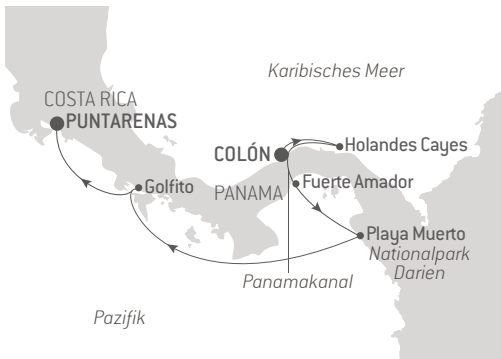 Karibisches Meer
COSTA RICA
PUNTARENAS
COLÓN
Holandes Cayes
Golfito
PANAMA
Fuerte Amador
Playa Muerto
Nationalpark
Darien
Panamakanal
Pazifik